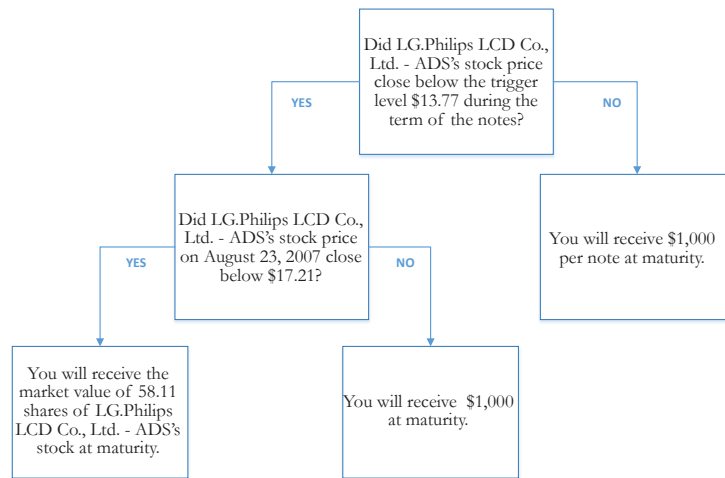 Did LG.Philips LCD Co.,
Ltd. - ADS's stock price
close below the trigger
level $13.77 during the
term of the notes?
YES
NO
Did LG.Philips LCD Co.,
Ltd. - ADS's stock price
on August 23, 2007 close
below $17.21?
You will receive $1,000
per note at maturity.
YES
NO
You will receive the
market value of 58.11
shares of LG.Philips
LCD Co., Ltd. - ADS's
stock at maturity.
You will receive $1,000
at maturity.